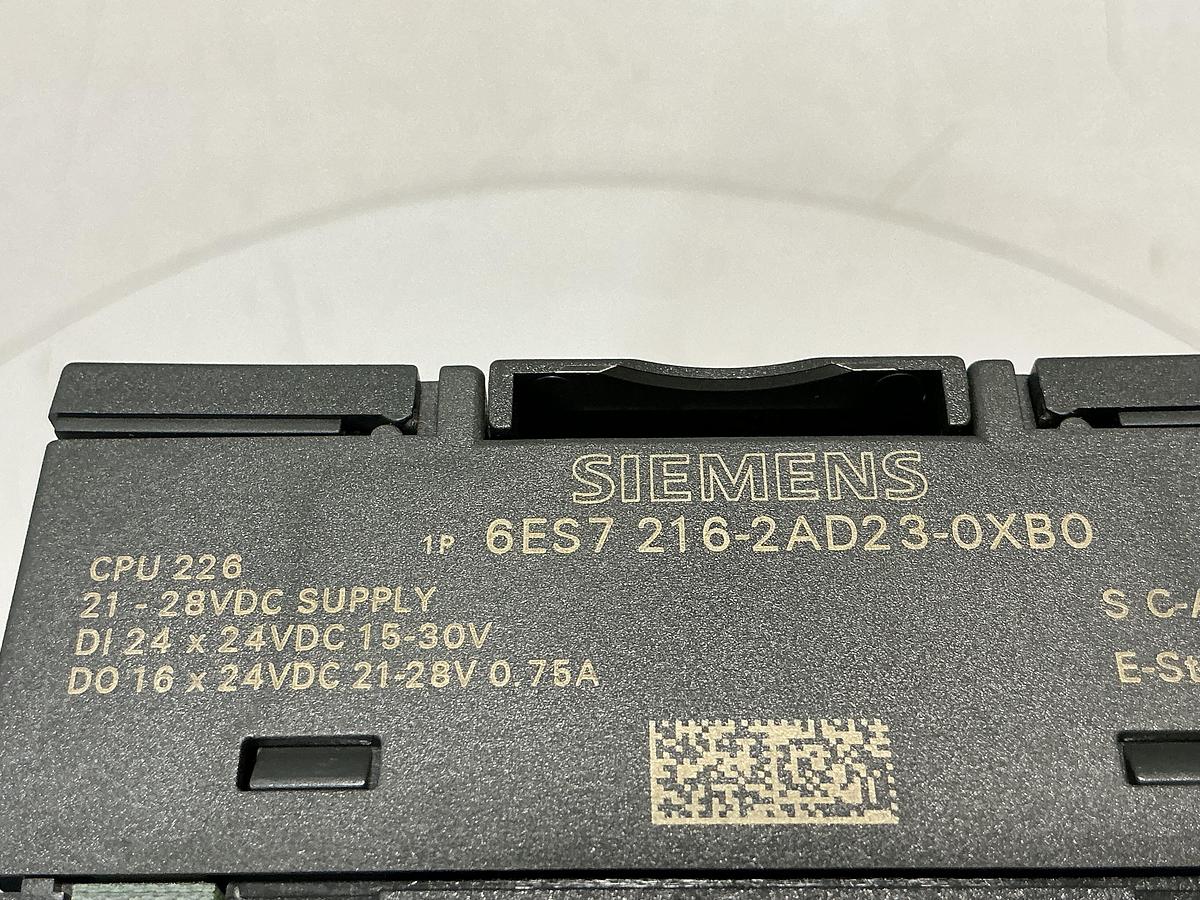 SIEMENS
1P 6ES7 216-2AD23-0XB0
CPU 226
21 - 28VDC SUPPLY
DI 24 x 24VDC 15-30V
DO 16 x 24VDC 21-28V 0.75A
S C-
E-St